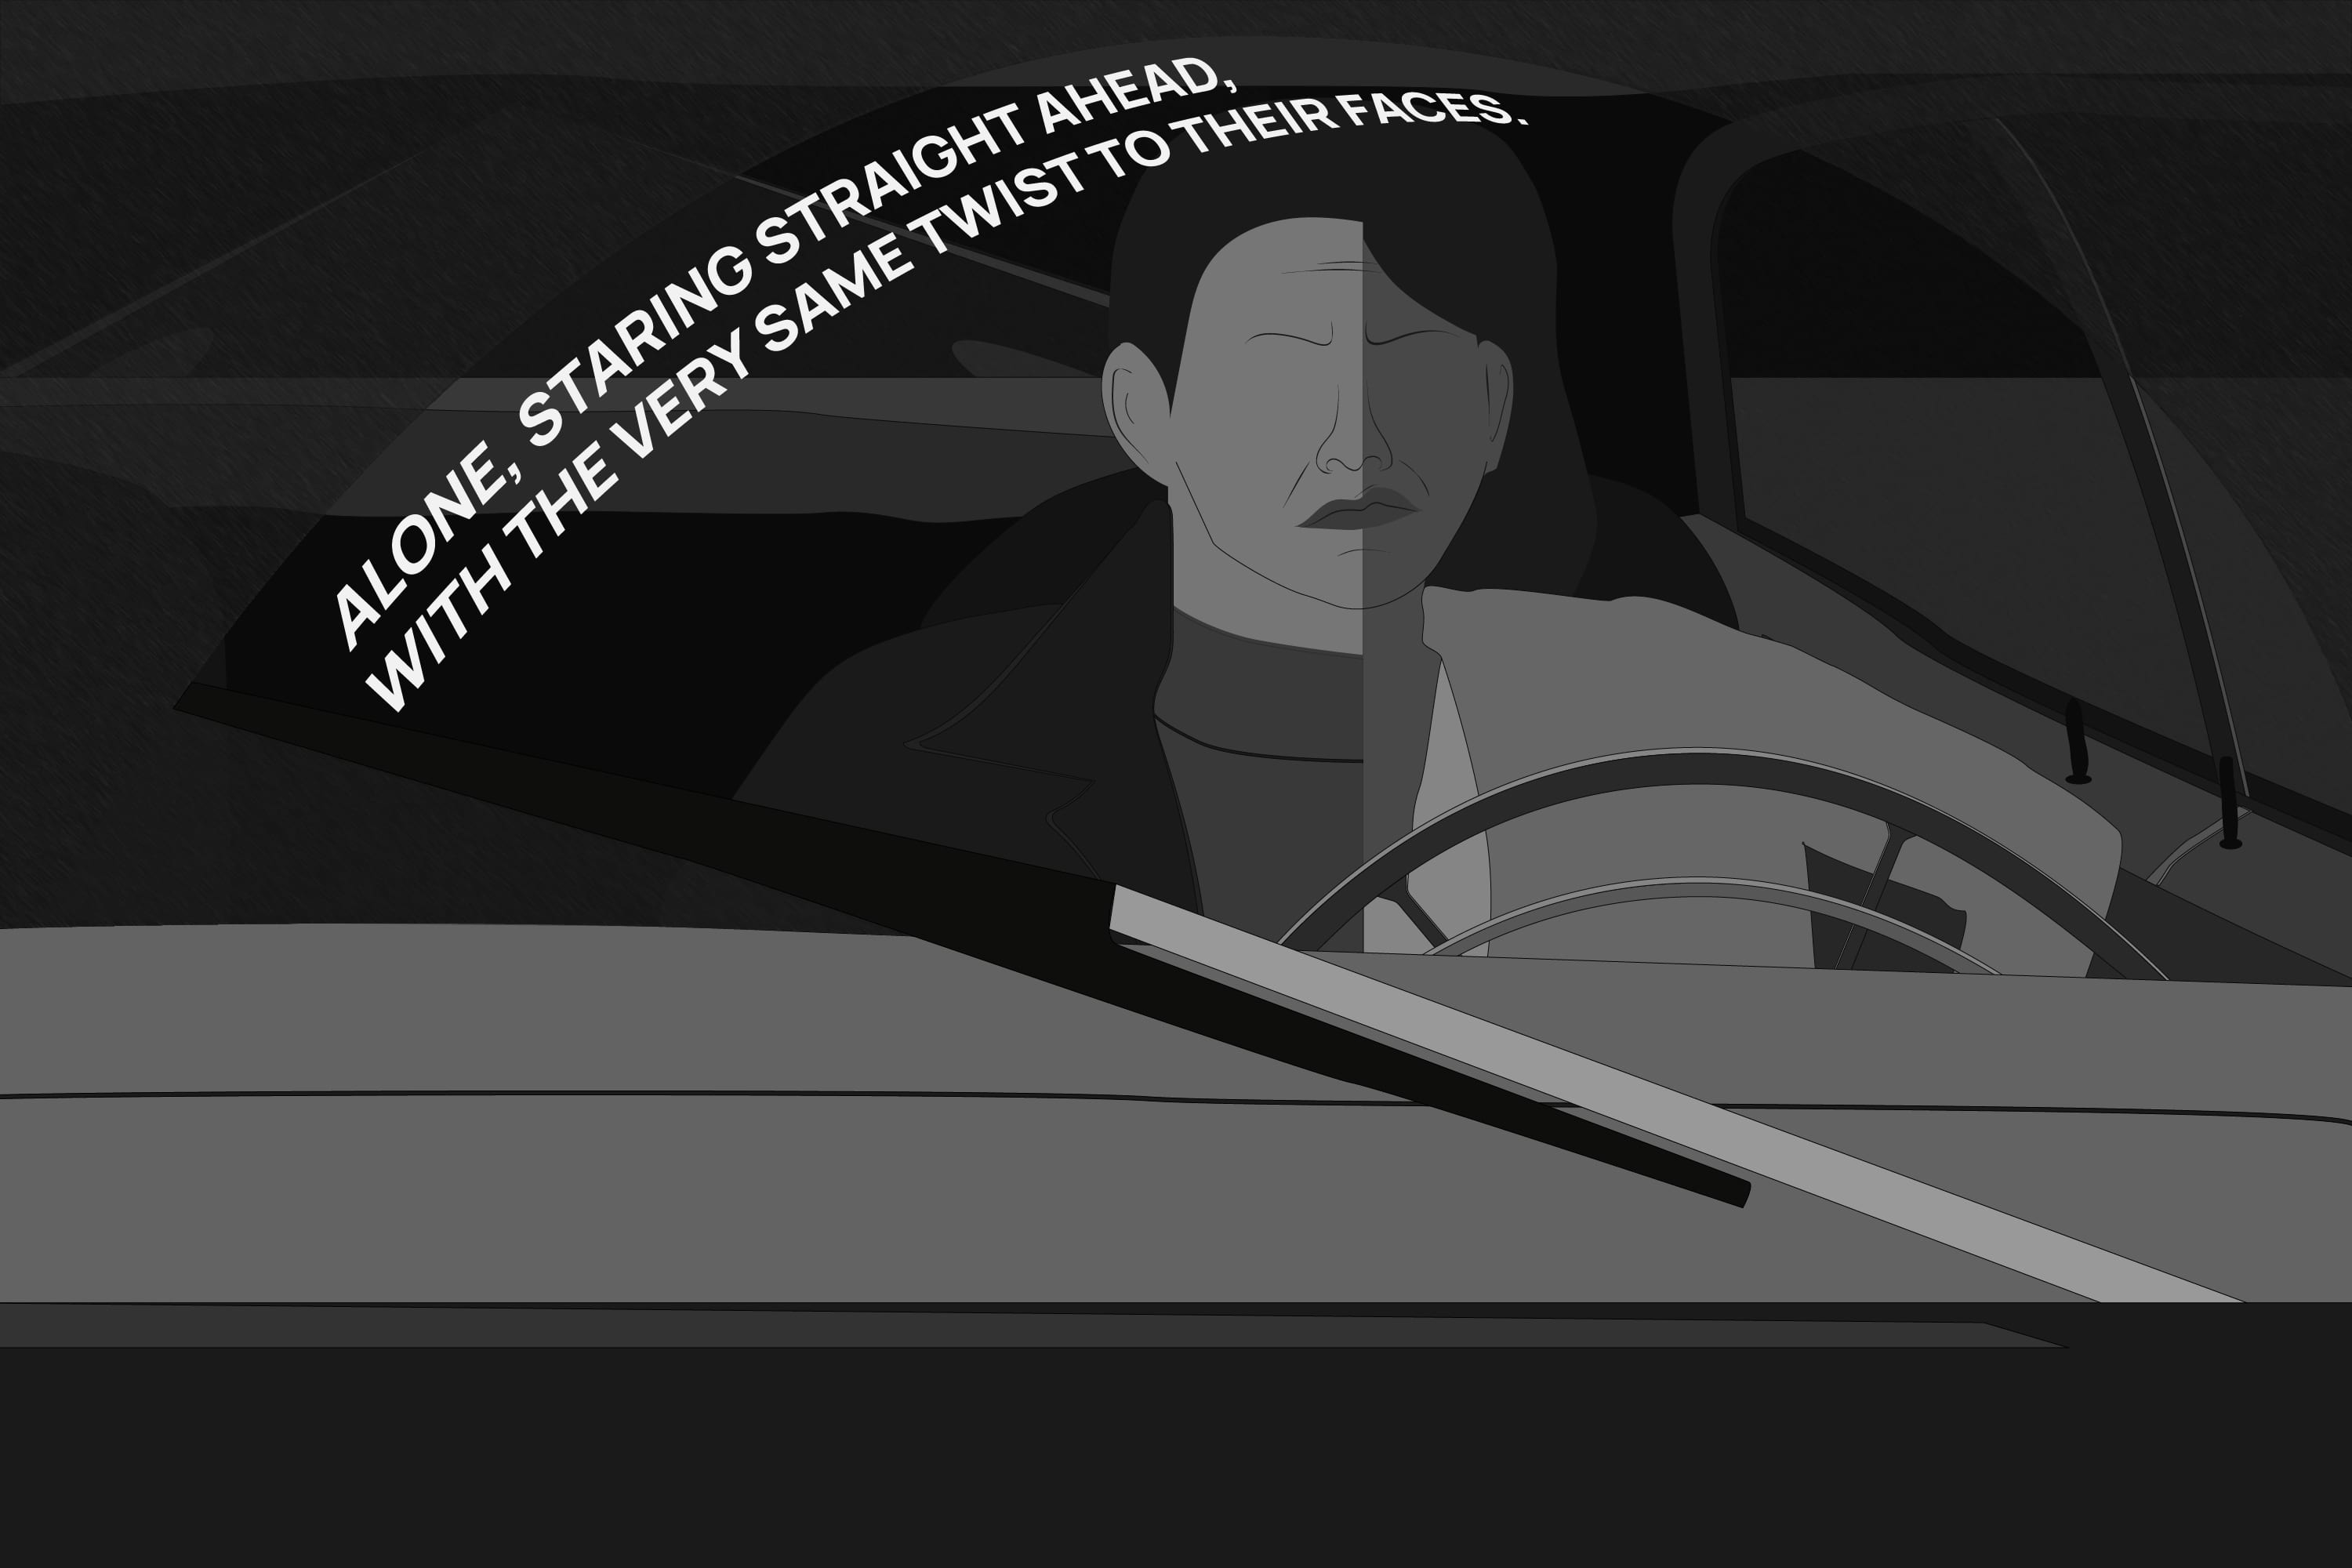 ALONE, STARING STRAIGHT AHEAD,
WITH THE VERY SAME TWIST TO THEIR FACES.